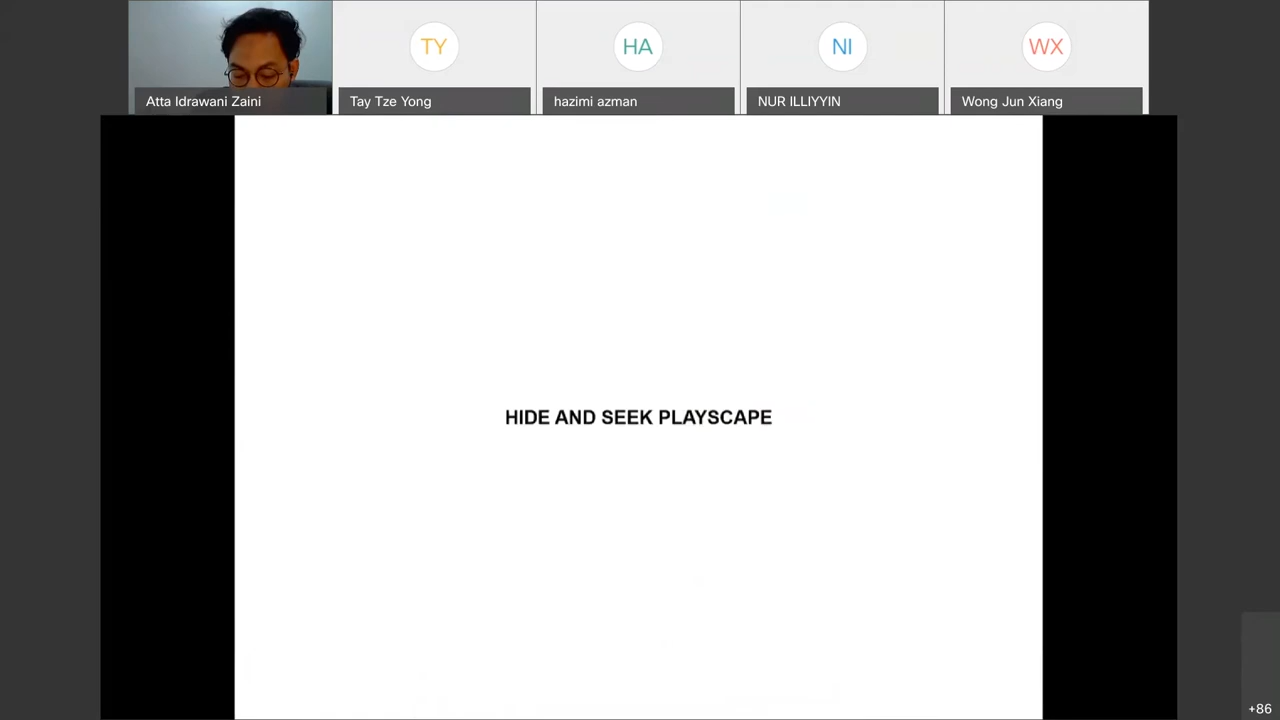 TY
HA
NI
WX
Atta Idrawani Zaini
Tay Tze Yong
hazimi azman
NUR ILLIYYIN
Wong Jun Xiang
HIDE AND SEEK PLAYSCAPE
+86